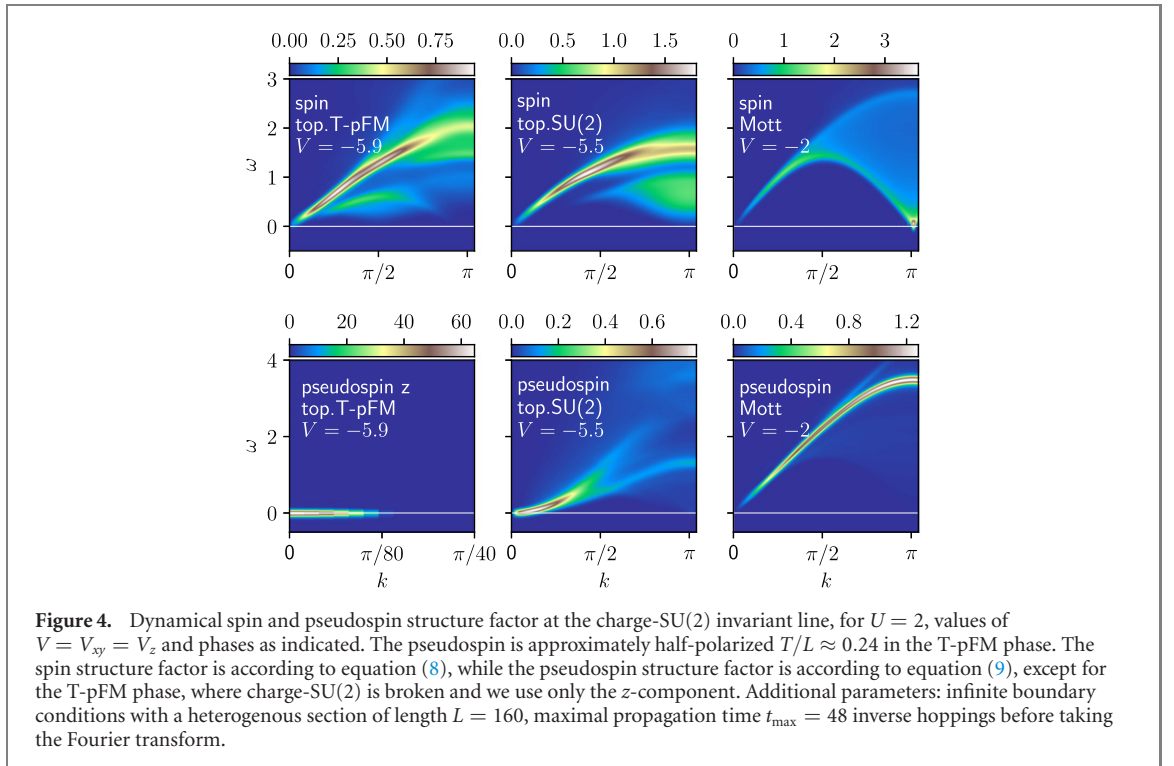 0.00 0.25 0.50 0.75
0.0 0.5 1.0 1.5
0 1 2 3
3
2
1
0
ω
spin
top.T-pFM
V = −5.9
spin
top.SU(2)
V = −5.5
spin
Mott
V = −2
0 π/2 π
0 π/2 π
0 π/2 π
0 20 40 60
0.0 0.2 0.4 0.6
0.0 0.4 0.8 1.2
4
2
0
ω
pseudospin z
top.T-pFM
V = −5.9
pseudospin
top.SU(2)
V = −5.5
pseudospin
Mott
V = −2
0 π/80 π/40
0 π/2 π
0 π/2 π
k
k
k
Figure 4. Dynamical spin and pseudospin structure factor at the charge-SU(2) invariant line, for U = 2, values of
V = Vxy = Vz and phases as indicated. The pseudospin is approximately half-polarized T/L ≈ 0.24 in the T-pFM phase. The
spin structure factor is according to equation (8), while the pseudospin structure factor is according to equation (9), except for
the T-pFM phase, where charge-SU(2) is broken and we use only the z-component. Additional parameters: infinite boundary
conditions with a heterogenous section of length L = 160, maximal propagation time tmax = 48 inverse hoppings before taking
the Fourier transform.